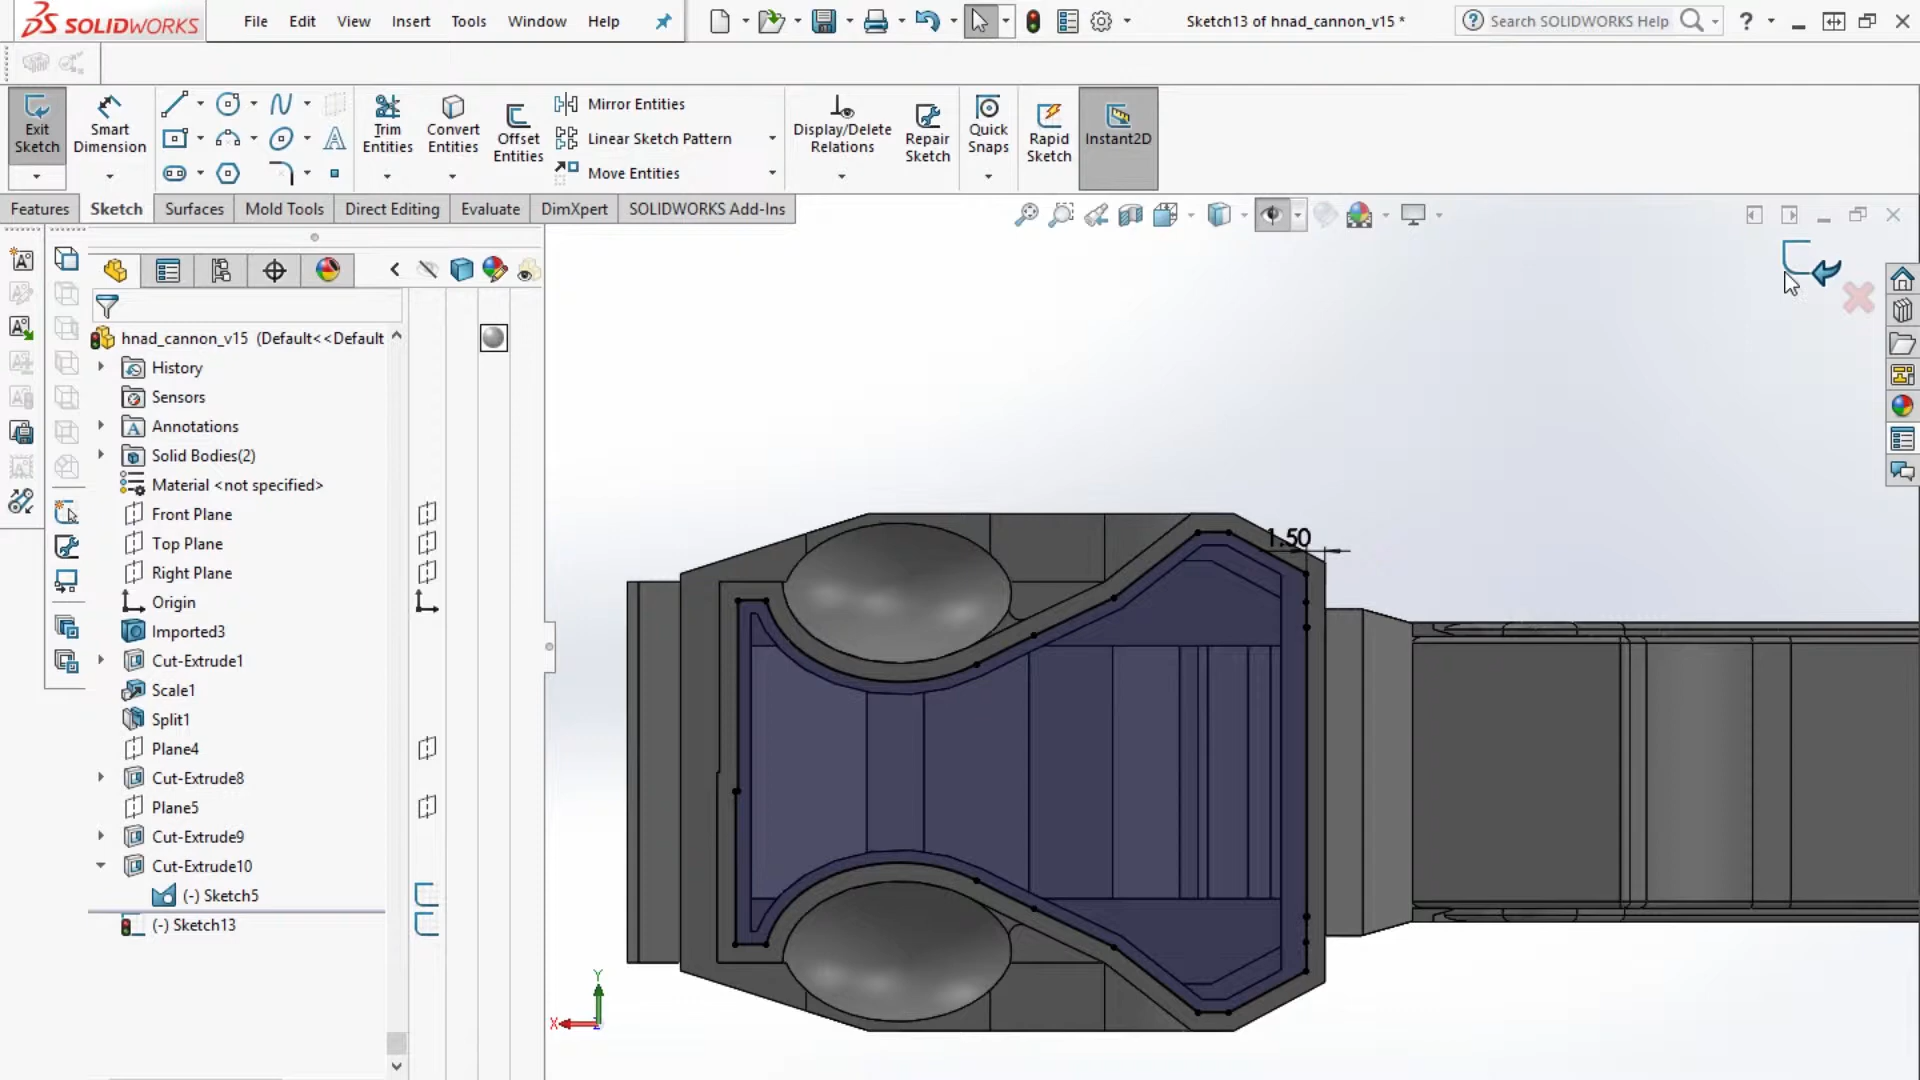 SOLIDWORKS
File Edit View Insert Tools Window Help
Sketch13 of hnad_cannon_v15 *
Search SOLIDWORKS Help
Exit Sketch
Smart Dimension
Trim Entities
Convert Entities
Offset Entities
Mirror Entities
Linear Sketch Pattern
Move Entities
Display/Delete Relations
Repair Sketch
Quick Snaps
Rapid Sketch
Instant2D
Features Sketch Surfaces Mold Tools Direct Editing Evaluate DimXpert SOLIDWORKS Add-Ins
hnad_cannon_v15 (Default<<Default
History
Sensors
Annotations
Solid Bodies(2)
Material <not specified>
Front Plane
Top Plane
Right Plane
Origin
Imported3
Cut-Extrude1
Scale1
Split1
Plane4
Cut-Extrude8
Plane5
Cut-Extrude9
Cut-Extrude10
(-) Sketch5
(-) Sketch13
1.50
Y
X